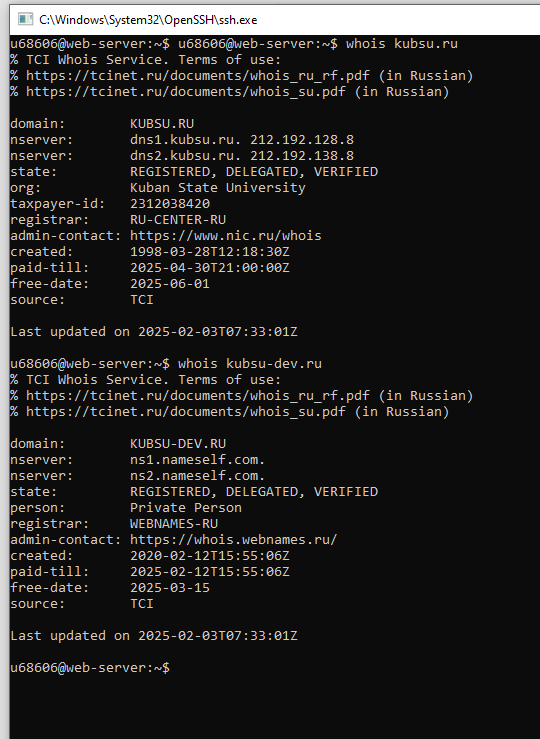 C:\Windows\System32\OpenSSH\ssh.exe
u68606@web-server:~$ u68606@web-server:~$ whois kubsu.ru
% TCI Whois Service. Terms of use:
% https://tcinet.ru/documents/whois_ru_rf.pdf (in Russian)
% https://tcinet.ru/documents/whois_su.pdf (in Russian)

domain:        KUBSU.RU
nserver:       dns1.kubsu.ru. 212.192.128.8
nserver:       dns2.kubsu.ru. 212.192.138.8
state:         REGISTERED, DELEGATED, VERIFIED
org:           Kuban State University
taxpayer-id:   2312038420
registrar:     RU-CENTER-RU
admin-contact: https://www.nic.ru/whois
created:       1998-03-28T12:18:30Z
paid-till:     2025-04-30T21:00:00Z
free-date:     2025-06-01
source:        TCI

Last updated on 2025-02-03T07:33:01Z

u68606@web-server:~$ whois kubsu-dev.ru
% TCI Whois Service. Terms of use:
% https://tcinet.ru/documents/whois_ru_rf.pdf (in Russian)
% https://tcinet.ru/documents/whois_su.pdf (in Russian)

domain:        KUBSU-DEV.RU
nserver:       ns1.nameself.com.
nserver:       ns2.nameself.com.
state:         REGISTERED, DELEGATED, VERIFIED
person:        Private Person
registrar:     WEBNAMES-RU
admin-contact: https://whois.webnames.ru/
created:       2020-02-12T15:55:06Z
paid-till:     2025-02-12T15:55:06Z
free-date:     2025-03-15
source:        TCI

Last updated on 2025-02-03T07:33:01Z

u68606@web-server:~$